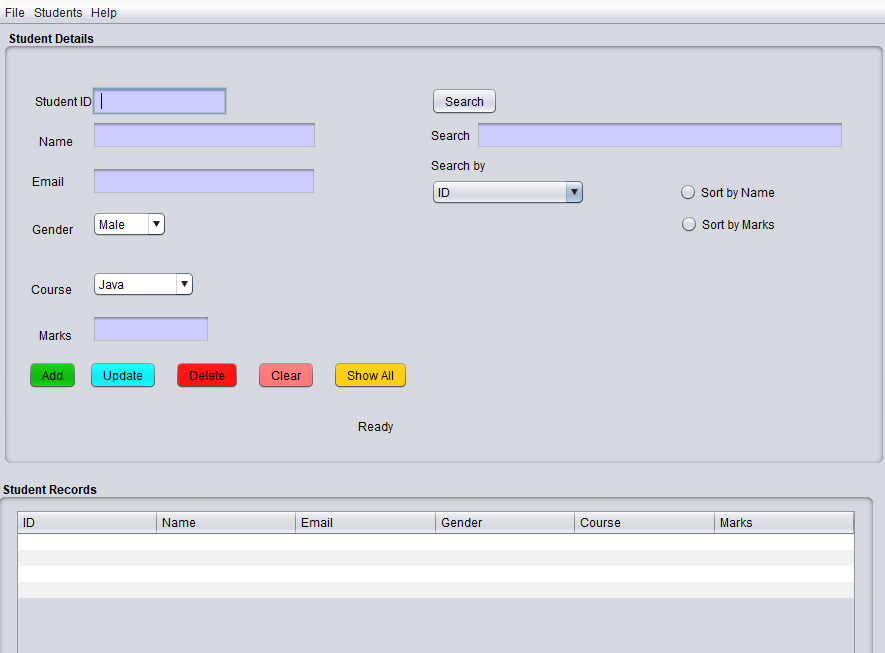 File Students Help
Student Details
Student ID
Search
Name
Search
Email
Search by
ID
Sort by Name
Gender
Male
Sort by Marks
Course
Java
Marks
Add Update Delete Clear Show All
Ready
Student Records
ID Name Email Gender Course Marks